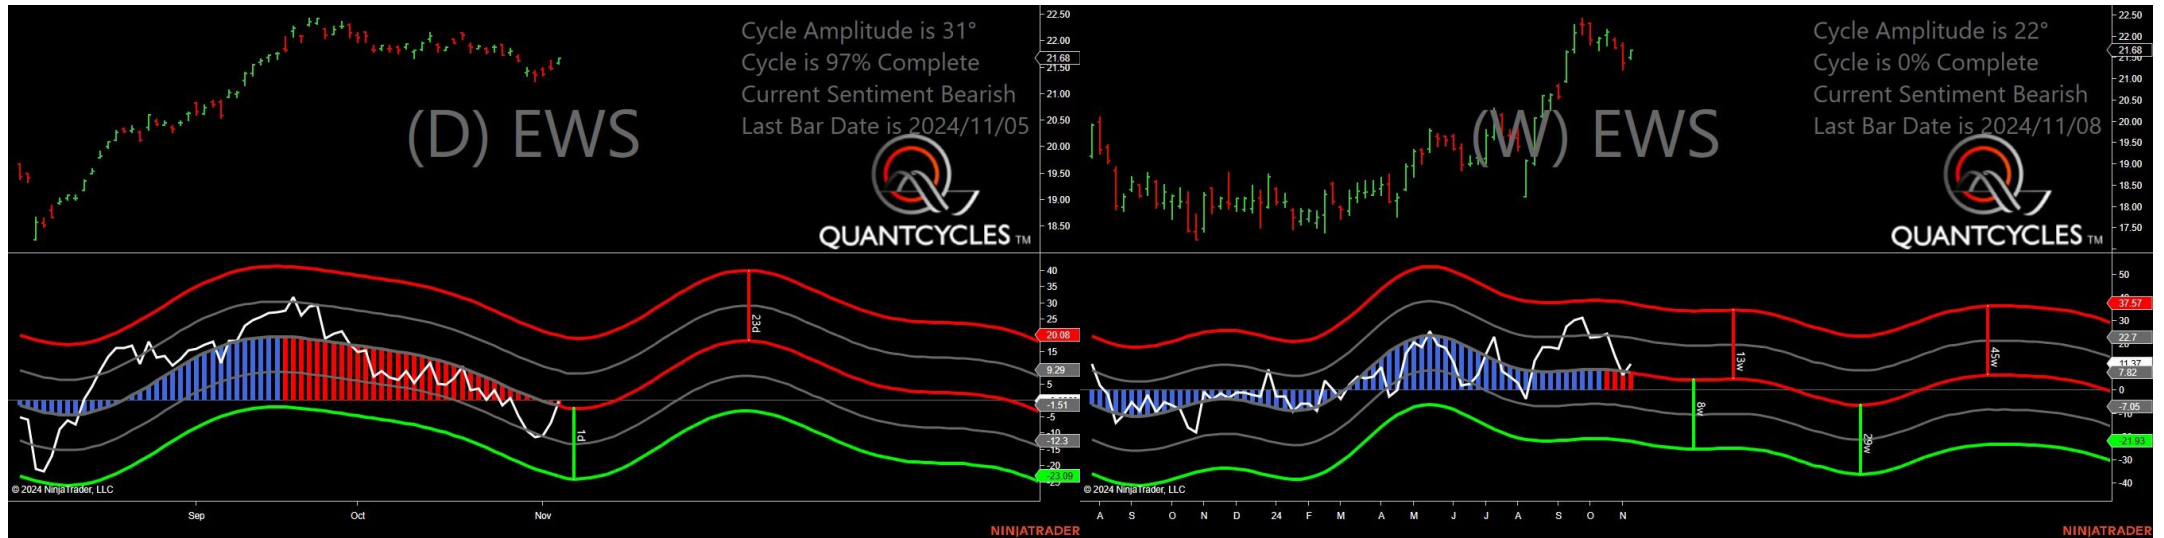 Cycle Amplitude is 31°
Cycle is 97% Complete
Current Sentiment Bearish
Last Bar Date is 2024/11/05
(D) EWS
QUANTCYCLES TM
22.50
22.00
21.68
21.50
21.00
20.50
20.00
19.50
19.00
18.50
40
35
30
25
20.08
15
9.29
5
-1.51
-5
-10
-12.3
-15
-20
-23.09
23d
1d
© 2024 NinjaTrader, LLC
Sep Oct Nov
NINJATRADER
Cycle Amplitude is 22°
Cycle is 0% Complete
Current Sentiment Bearish
Last Bar Date is 2024/11/08
(W) EWS
QUANTCYCLES TM
22.50
22.00
21.68
21.00
20.50
20.00
19.50
19.00
18.50
18.00
17.50
50
37.57
30
22.7
11.37
7.82
0
-7.05
-21.93
-30
-40
13w
8w
29w
45w
© 2024 NinjaTrader, LLC
A S O N D 24 F M A M J J A S O N
NINJATRADER